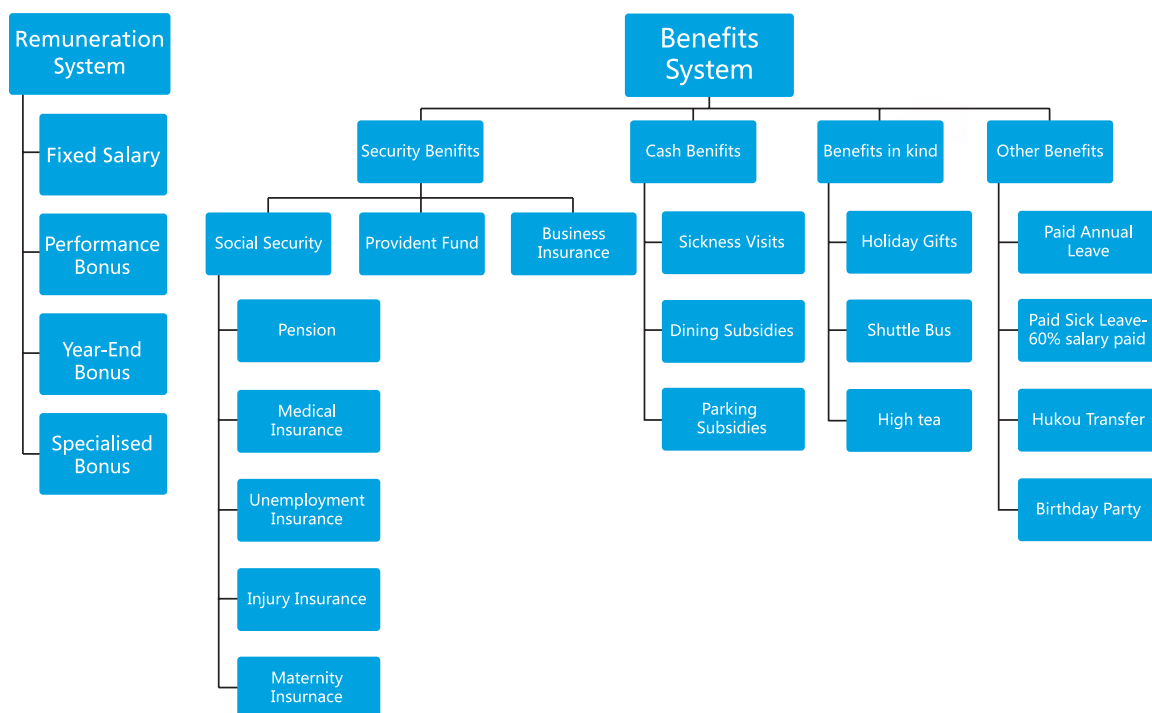 Remuneration
System
Fixed Salary
Performance
Bonus
Year-End
Bonus
Specialised
Bonus
Benefits
System
Security Benifits
Cash Benifits
Benefits in kind
Other Benefits
Social Security
Provident Fund
Business
Insurance
Pension
Medical
Insurance
Unemployment
Insurance
Injury Insurance
Maternity
Insurnace
Sickness Visits
Dining Subsidies
Parking
Subsidies
Holiday Gifts
Shuttle Bus
High tea
Paid Annual
Leave
Paid Sick Leave-
60% salary paid
Hukou Transfer
Birthday Party